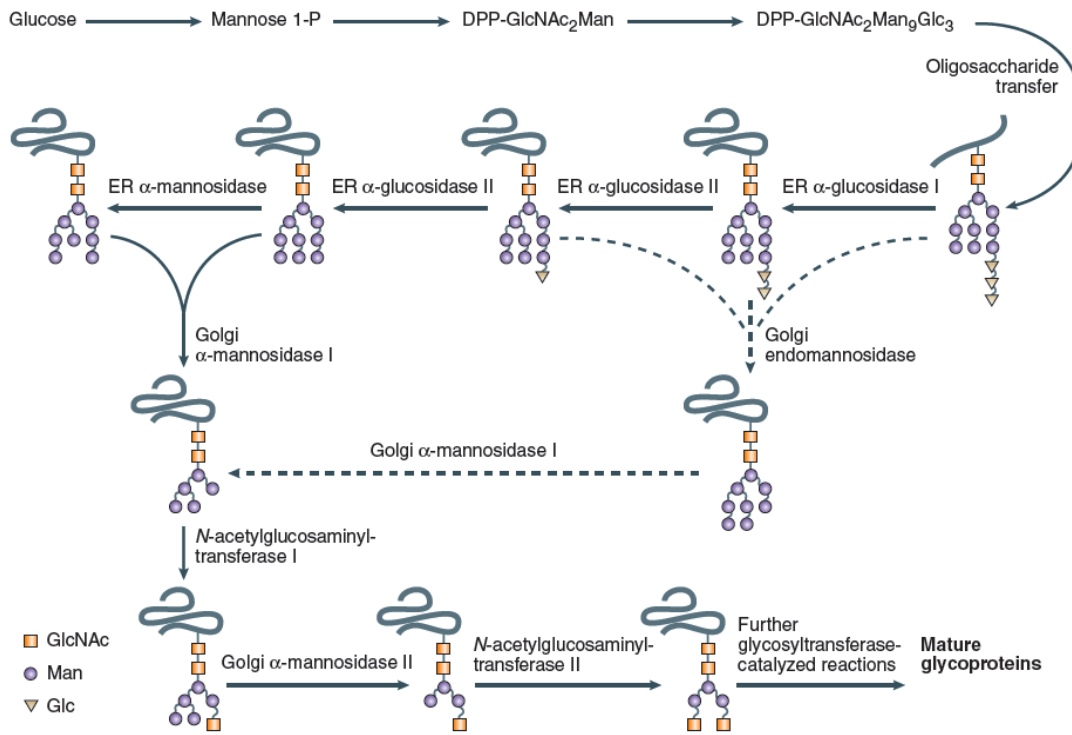 Glucose
Mannose 1-P
DPP-GlcNAc₂Man
DPP-GlcNAc₂Man₉Glc₃
Oligosaccharide
transfer
ER α-mannosidase
ER α-glucosidase II
ER α-glucosidase II
ER α-glucosidase I
Golgi
α-mannosidase I
Golgi
endomannosidase
Golgi α-mannosidase I
N-acetylglucosaminyl-
transferase I
GlcNAc
Man
Glc
Golgi α-mannosidase II
N-acetylglucosaminyl-
transferase II
Further
glycosyltransferase-
catalyzed reactions
Mature
glycoproteins